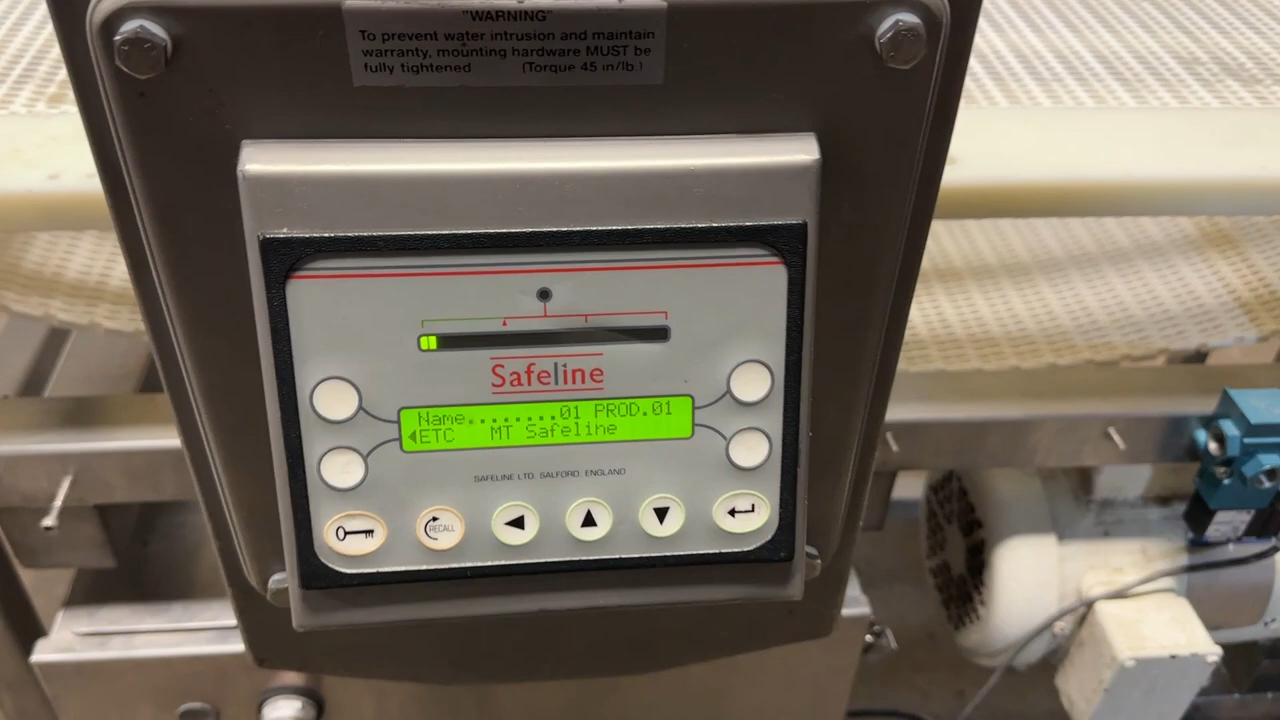 "WARNING"
To prevent water intrusion and maintain
warranty, mounting hardware MUST be
fully tightened (Torque 45 in/lb.)
Safeline
Name........01 PROD.01
ETC MT Safeline
SAFELINE LTD. SALFORD. ENGLAND
RECALL